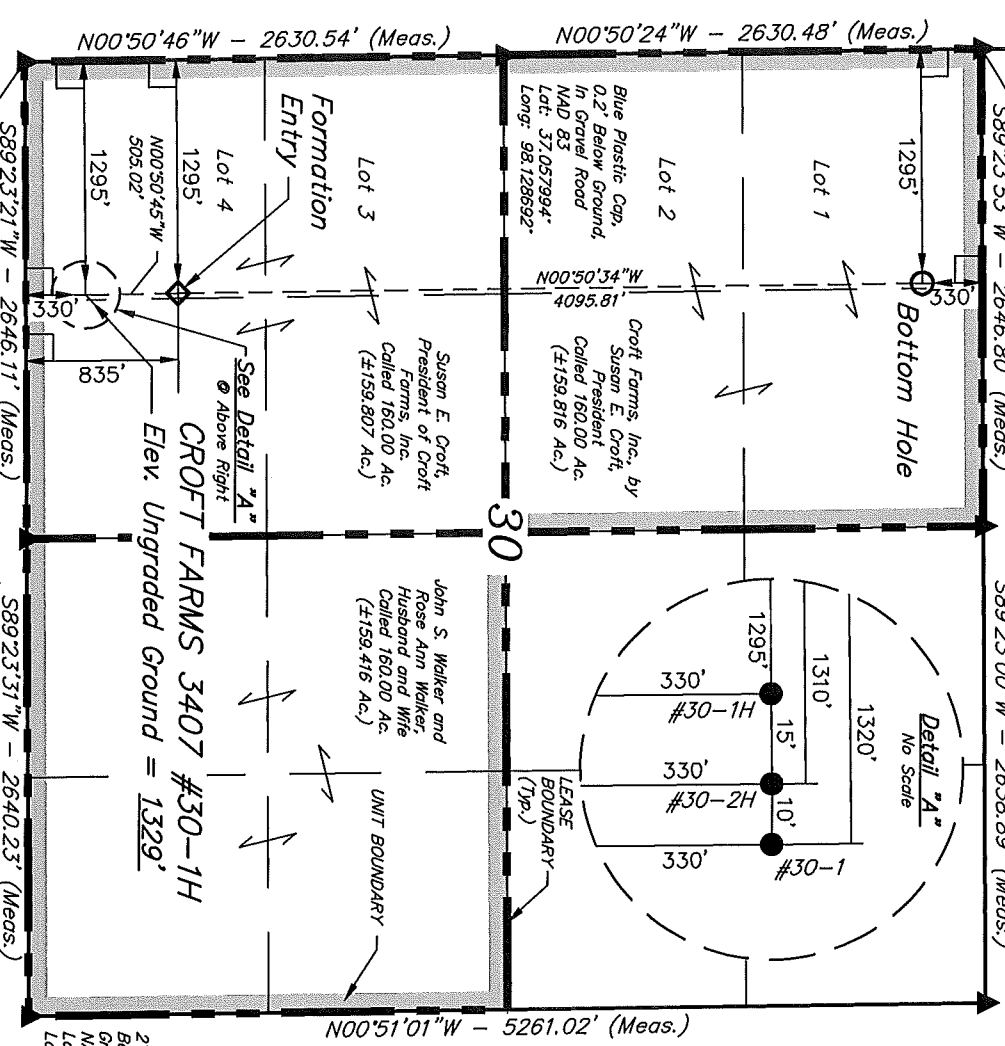 N00°50'46"W - 2630.54' (Meas.)
N00°50'24"W - 2630.48' (Meas.)
S89°23'53"W - 2646.80' (Meas.)
S89°23'21"W - 2646.11' (Meas.)
1295'
1295'
1295'
N00°50'45"W
505.02'
Lot 4
Formation
Entry
Lot 3
Blue Plastic Cap,
0.2' Below Ground,
In Gravel Road
NAD 83
Lat: 37.057994°
Long: 98.128692°
Lot 2
Lot 1
N00°50'34"W
4095.81'
330'
330'
835'
Bottom Hole
See Detail "A"
@ Above Right
Susan E. Croft,
President of Croft
Farms, Inc.
Called 160.00 Ac.
(±159.807 Ac.)
Croft Farms, Inc., by
Susan E. Croft,
President
Called 160.00 Ac.
(±159.816 Ac.)
CROFT FARMS 3407 #30-1H
Elev. Ungraded Ground = 1329'
30
John S. Walker and
Rose Ann Walker,
Husband and Wife
Called 160.00 Ac.
(±159.416 Ac.)
Detail "A"
No Scale
1320'
1310'
1295'
15'
10'
330'
#30-1H
330'
#30-2H
330'
#30-1
LEASE
BOUNDARY
(Typ.)
UNIT BOUNDARY
S89°23'31"W - 2640.23' (Meas.)
(Meas.)
N00°51'01"W - 5261.02' (Meas.)